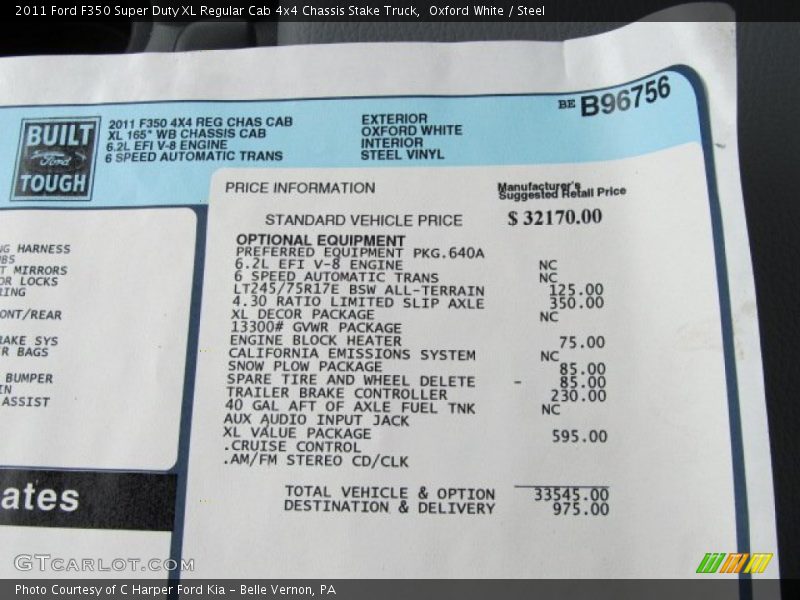 2011 Ford F350 Super Duty XL Regular Cab 4x4 Chassis Stake Truck,  Oxford White / Steel
BE B96756
BUILT
Ford
TOUGH
2011 F350 4X4 REG CHAS CAB
XL 165" WB CHASSIS CAB
6.2L EFI V-8 ENGINE
6 SPEED AUTOMATIC TRANS
EXTERIOR
OXFORD WHITE
INTERIOR
STEEL VINYL
HARNESS
MIRRORS
LOCKS
ONT/REAR
SYS
BAGS
BUMPER
ASSIST
ates
PRICE INFORMATION
Manufacturer's
Suggested Retail Price
STANDARD VEHICLE PRICE $ 32170.00
OPTIONAL EQUIPMENT
PREFERRED EQUIPMENT PKG.640A
6.2L EFI V-8 ENGINE NC
6 SPEED AUTOMATIC TRANS NC
LT245/75R17E BSW ALL-TERRAIN 125.00
4.30 RATIO LIMITED SLIP AXLE 350.00
XL DECOR PACKAGE NC
13300# GVWR PACKAGE
ENGINE BLOCK HEATER 75.00
CALIFORNIA EMISSIONS SYSTEM NC
SNOW PLOW PACKAGE 85.00
SPARE TIRE AND WHEEL DELETE - 85.00
TRAILER BRAKE CONTROLLER 230.00
40 GAL AFT OF AXLE FUEL TNK NC
AUX AUDIO INPUT JACK
XL VALUE PACKAGE 595.00
.CRUISE CONTROL
.AM/FM STEREO CD/CLK
TOTAL VEHICLE & OPTION 33545.00
DESTINATION & DELIVERY 975.00
GTCARLOT.COM
Photo Courtesy of C Harper Ford Kia – Belle Vernon, PA